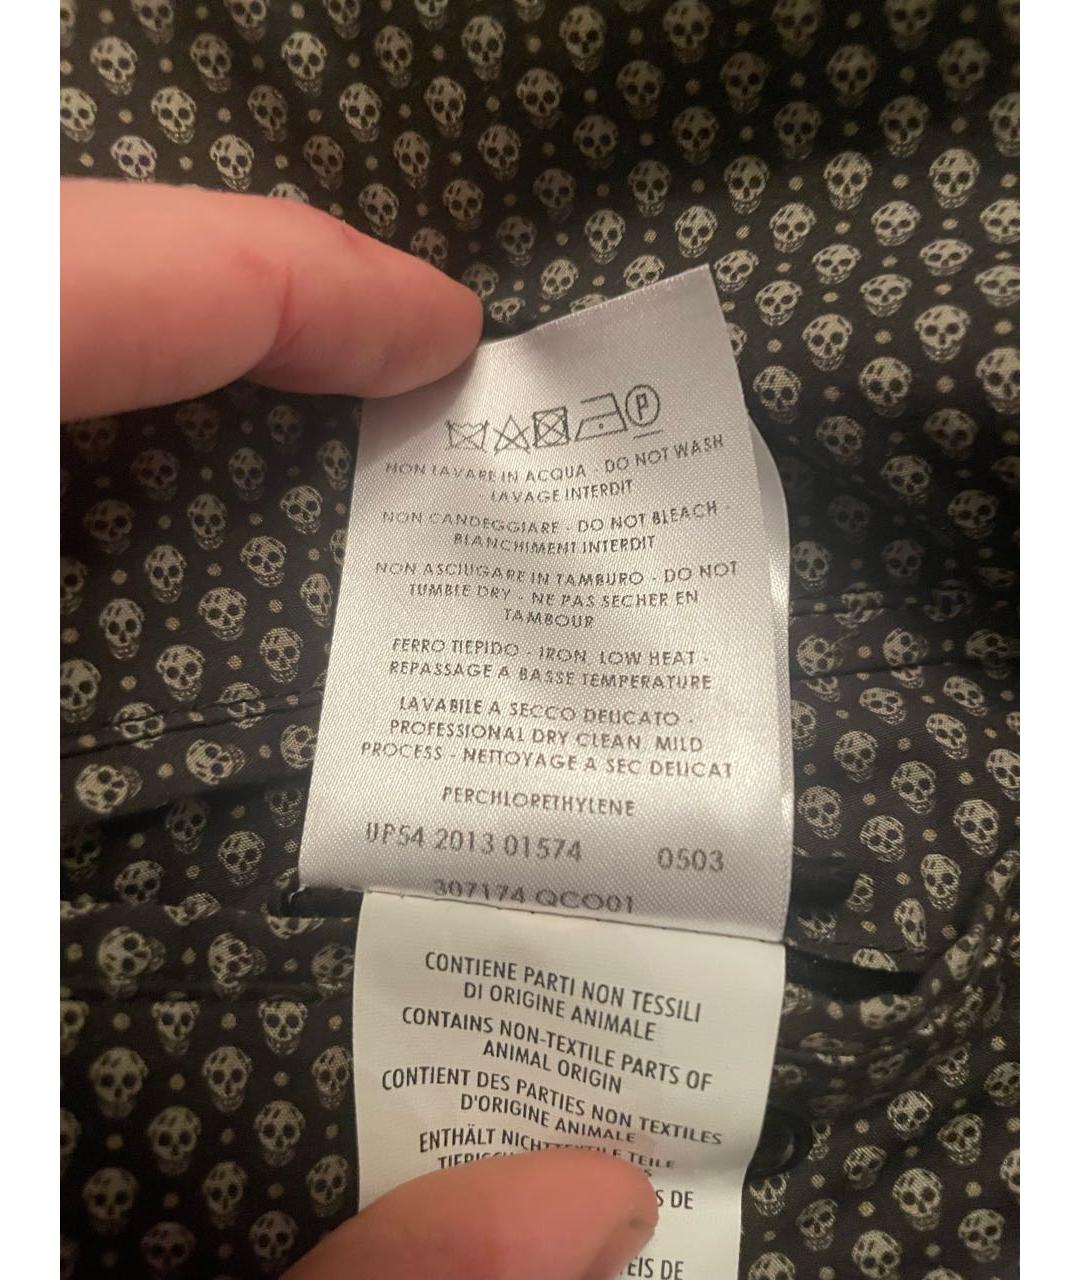 P
NON LAVARE IN ACQUA - DO NOT WASH
- LAVAGE INTERDIT
NON CANDEGGIARE - DO NOT BLEACH -
BLANCHIMENT INTERDIT
NON ASCIUGARE IN TAMBURO - DO NOT
TUMBLE DRY - NE PAS SECHER EN
TAMBOUR
FERRO TIEPIDO - IRON LOW HEAT -
REPASSAGE A BASSE TEMPERATURE
LAVABILE A SECCO DELICATO -
PROFESSIONAL DRY CLEAN, MILD
PROCESS - NETTOYAGE A SEC DELICAT
PERCHLORETHYLENE
UP54 2013 01574 0503
307174 QCO01
CONTIENE PARTI NON TESSILI
DI ORIGINE ANIMALE
CONTAINS NON-TEXTILE PARTS OF
ANIMAL ORIGIN
CONTIENT DES PARTIES NON TEXTILES
D'ORIGINE ANIMALE
ENTHÄLT NICHTTEXTILE TEILE
DE
DE